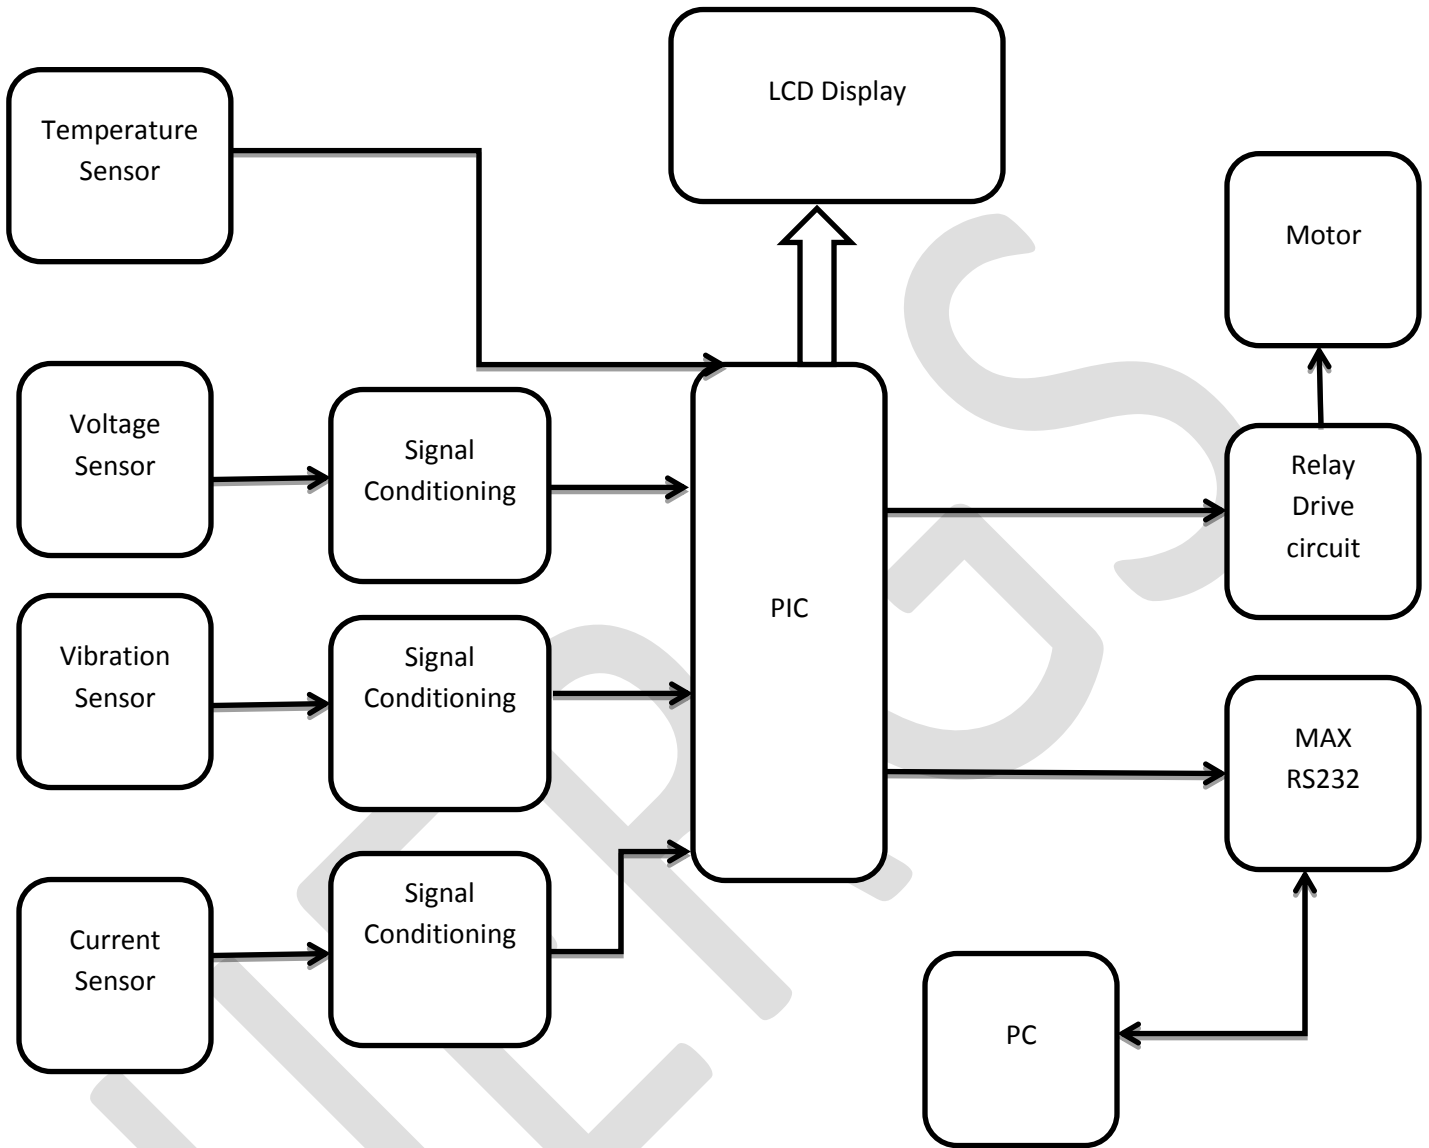 LCD Display
Temperature
Sensor
Motor
Voltage
Sensor
Signal
Conditioning
Relay
Drive
circuit
PIC
Vibration
Sensor
Signal
Conditioning
MAX
RS232
Current
Sensor
Signal
Conditioning
PC